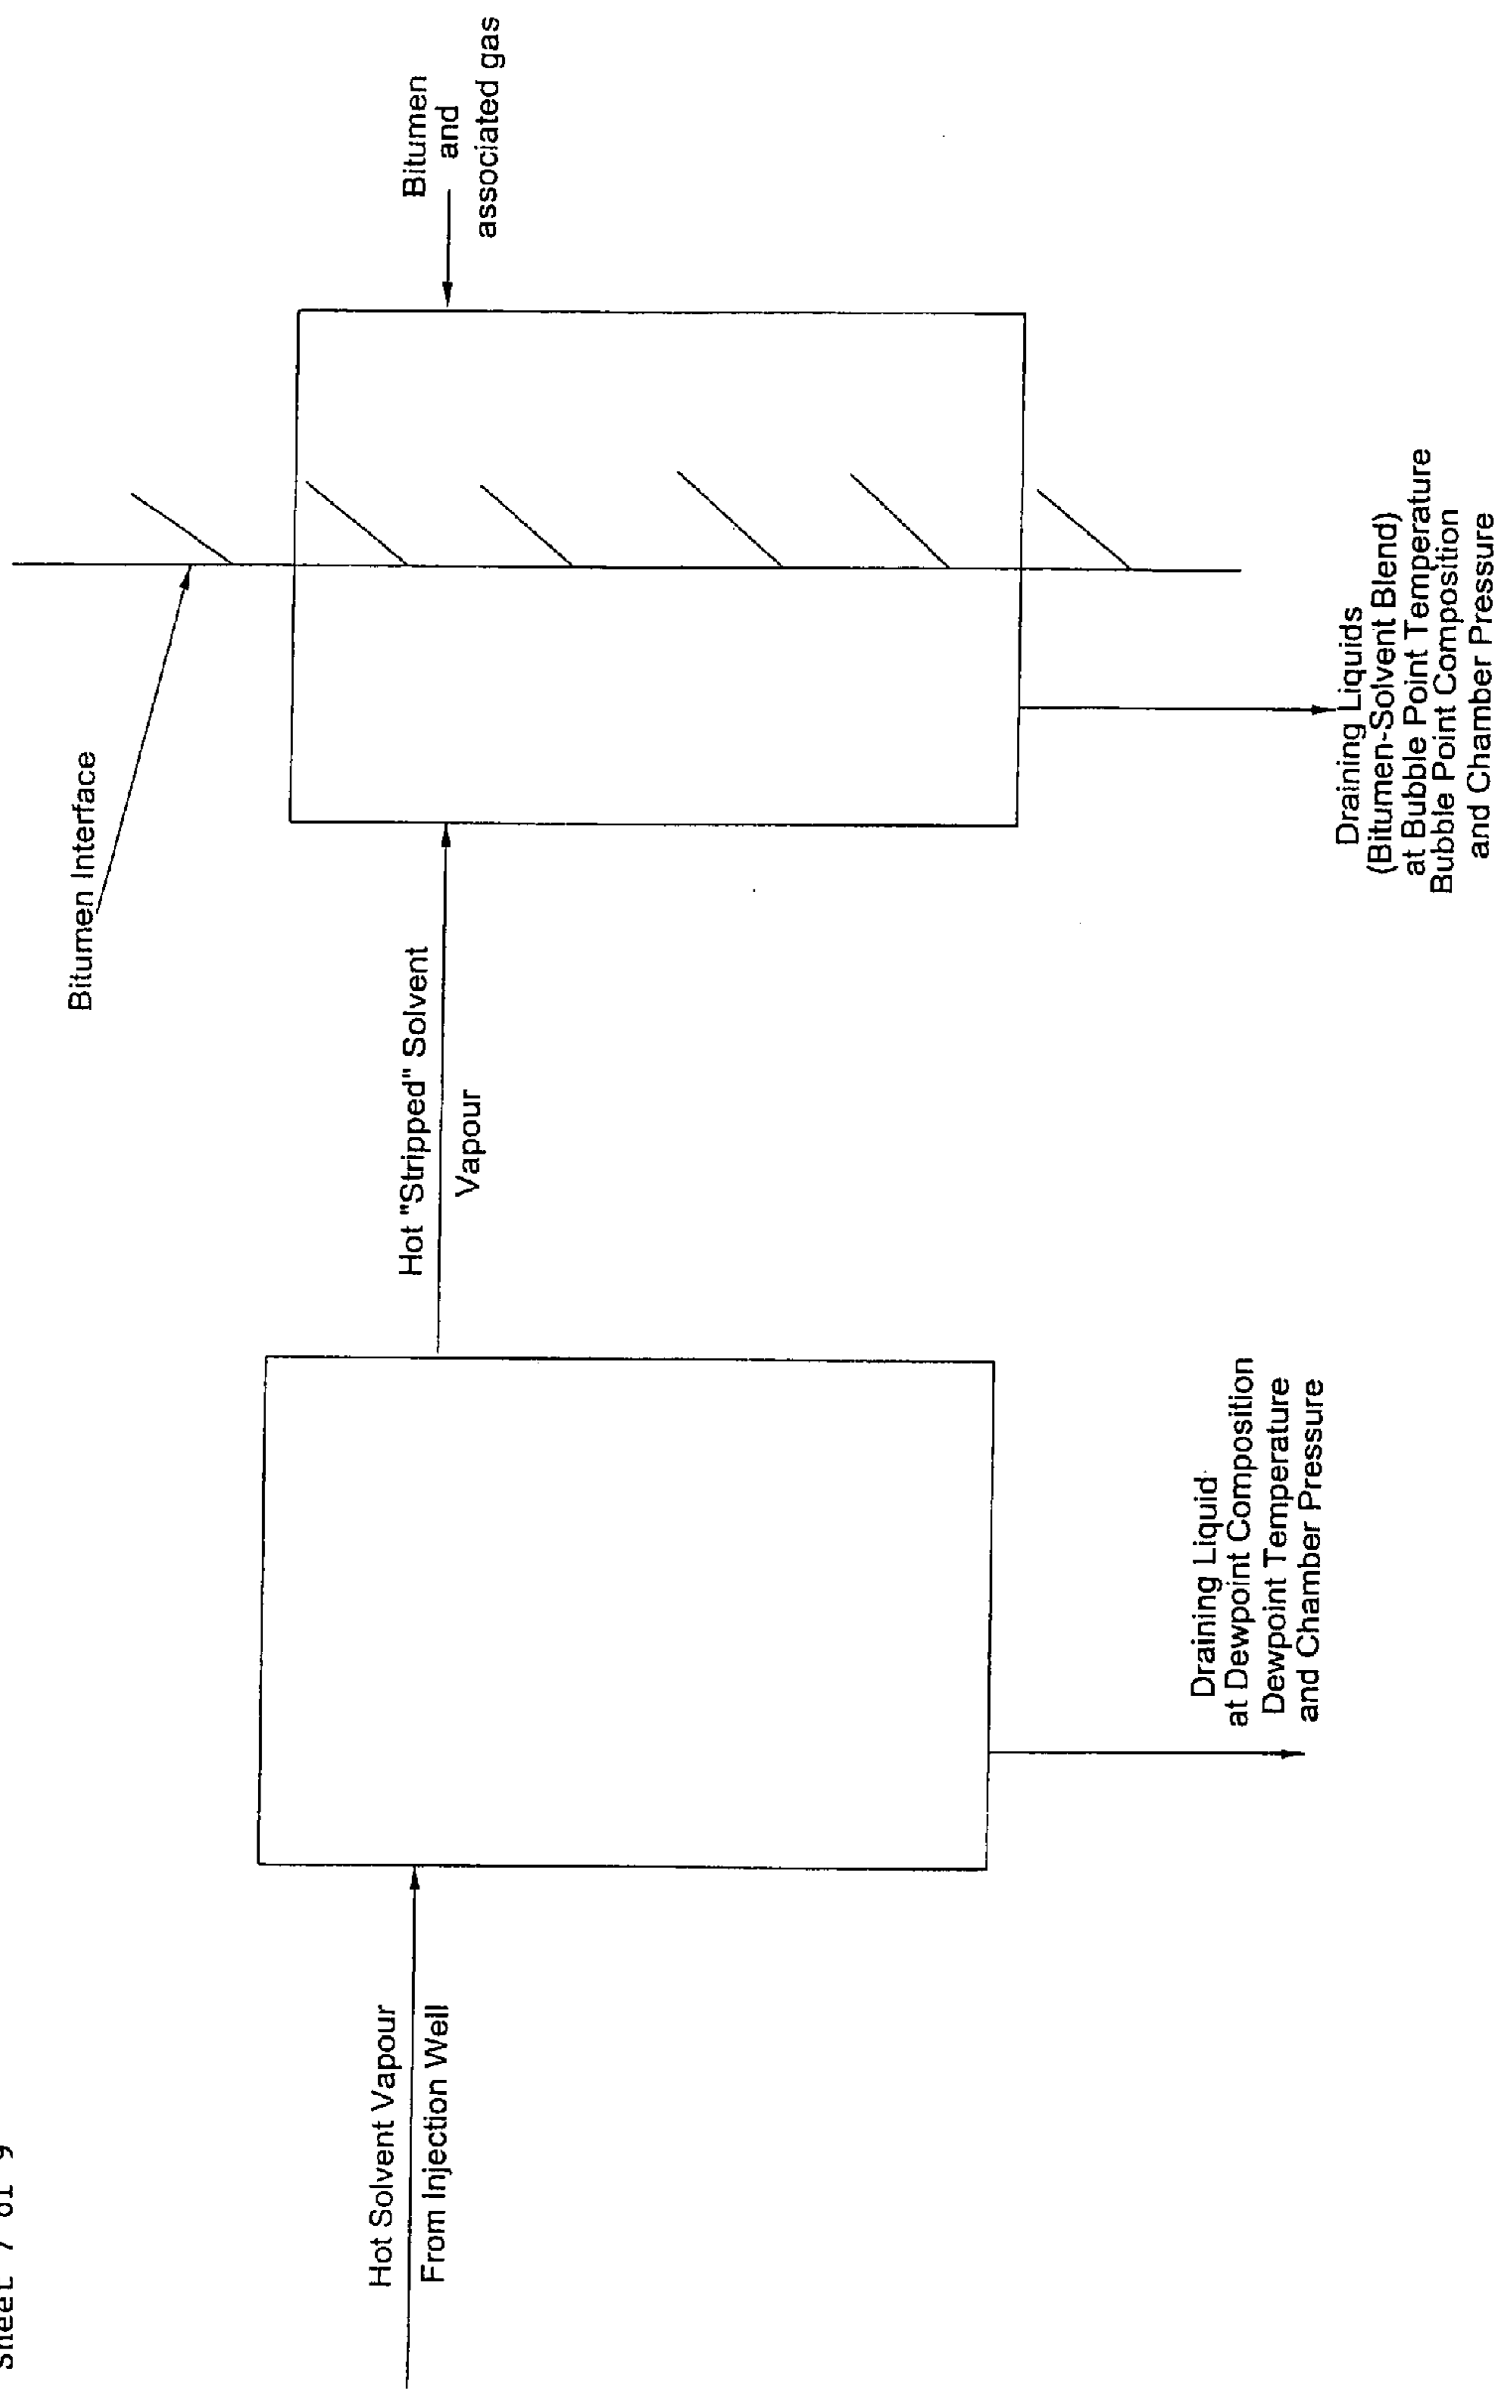 Sheet 7 of 9
Bitumen Interface
Hot Solvent Vapour
From Injection Well
Hot "Stripped" Solvent
Vapour
Bitumen
and
associated gas
Draining Liquid
at Dewpoint Composition
Dewpoint Temperature
and Chamber Pressure
Draining Liquids
(Bitumen-Solvent Blend)
at Bubble Point Temperature
Bubble Point Composition
and Chamber Pressure